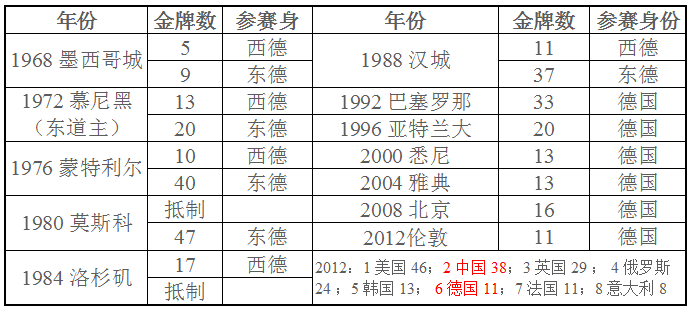 年份 金牌数 参赛身 年份 金牌数 参赛身份
1968 墨西哥城 5 西德 1988 汉城 11 西德
9 东德 37 东德
1972 慕尼黑（东道主） 13 西德 1992 巴塞罗那 33 德国
20 东德 1996 亚特兰大 20 德国
1976 蒙特利尔 10 西德 2000 悉尼 13 德国
40 东德 2004 雅典 13 德国
1980 莫斯科 抵制 2008 北京 16 德国
47 东德 2012伦敦 11 德国
1984 洛杉矶 17 西德 2012：1 美国 46；2 中国 38；3 英国 29； 4 俄罗斯
抵制 24；5 韩国 13； 6 德国 11；7 法国 11；8 意大利 8